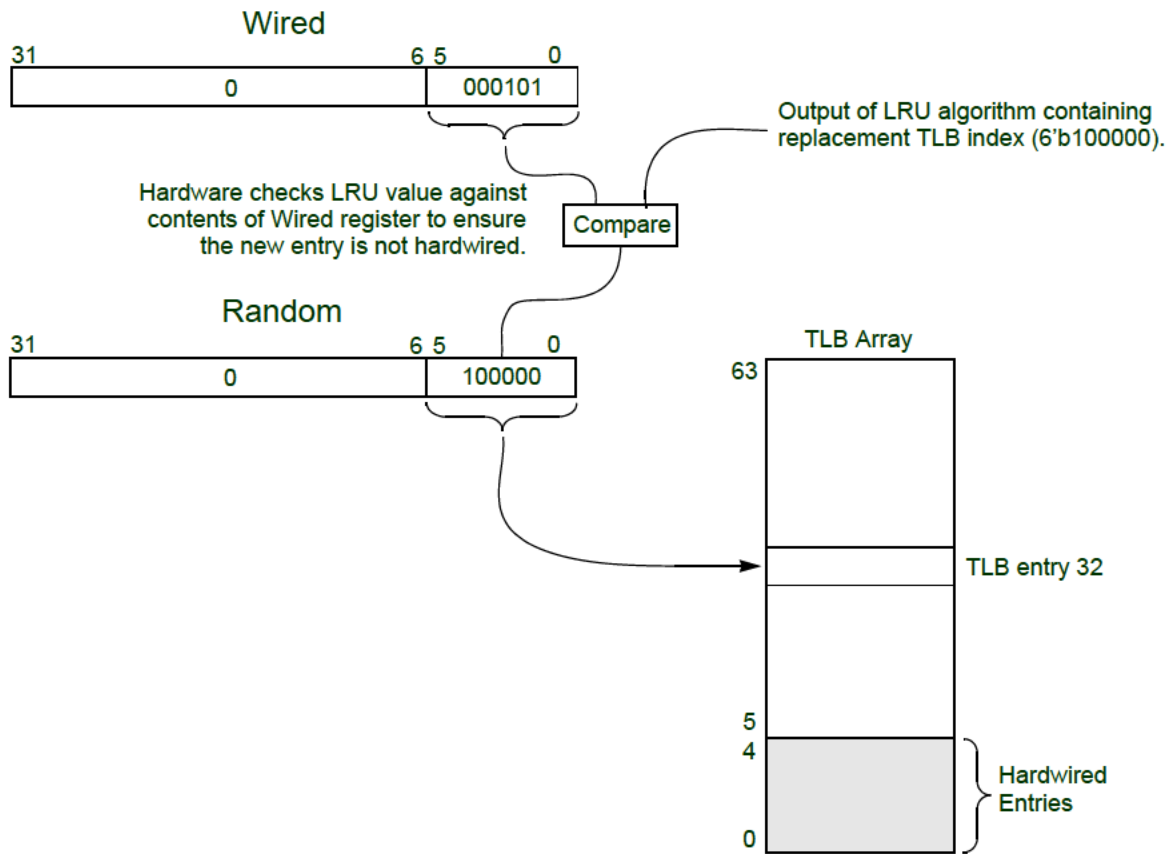 Wired
31 6 5 0
0 000101
Output of LRU algorithm containing
replacement TLB index (6'b100000).
Hardware checks LRU value against
contents of Wired register to ensure
the new entry is not hardwired.
Compare
Random
31 6 5 0
0 100000
TLB Array
63
TLB entry 32
5
4
Hardwired
Entries
0